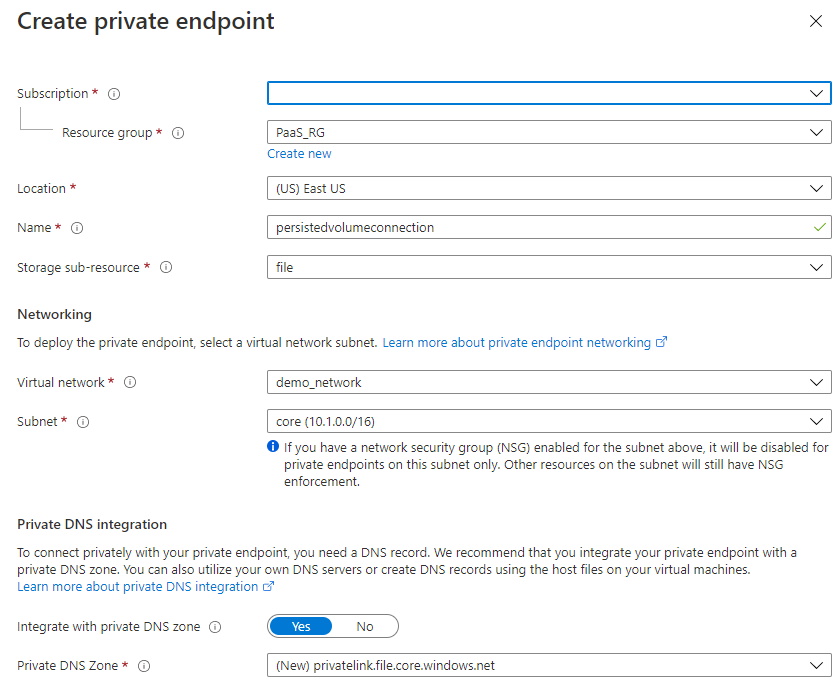 Create private endpoint
Subscription *
Resource group *
PaaS_RG
Create new
Location *
(US) East US
Name *
persistedvolumeconnection
Storage sub-resource *
file
Networking
To deploy the private endpoint, select a virtual network subnet. Learn more about private endpoint networking
Virtual network *
demo_network
Subnet *
core (10.1.0.0/16)
If you have a network security group (NSG) enabled for the subnet above, it will be disabled for
private endpoints on this subnet only. Other resources on the subnet will still have NSG
enforcement.
Private DNS integration
To connect privately with your private endpoint, you need a DNS record. We recommend that you integrate your private endpoint with a
private DNS zone. You can also utilize your own DNS servers or create DNS records using the host files on your virtual machines.
Learn more about private DNS integration
Integrate with private DNS zone
Yes No
Private DNS Zone *
(New) privatelink.file.core.windows.net